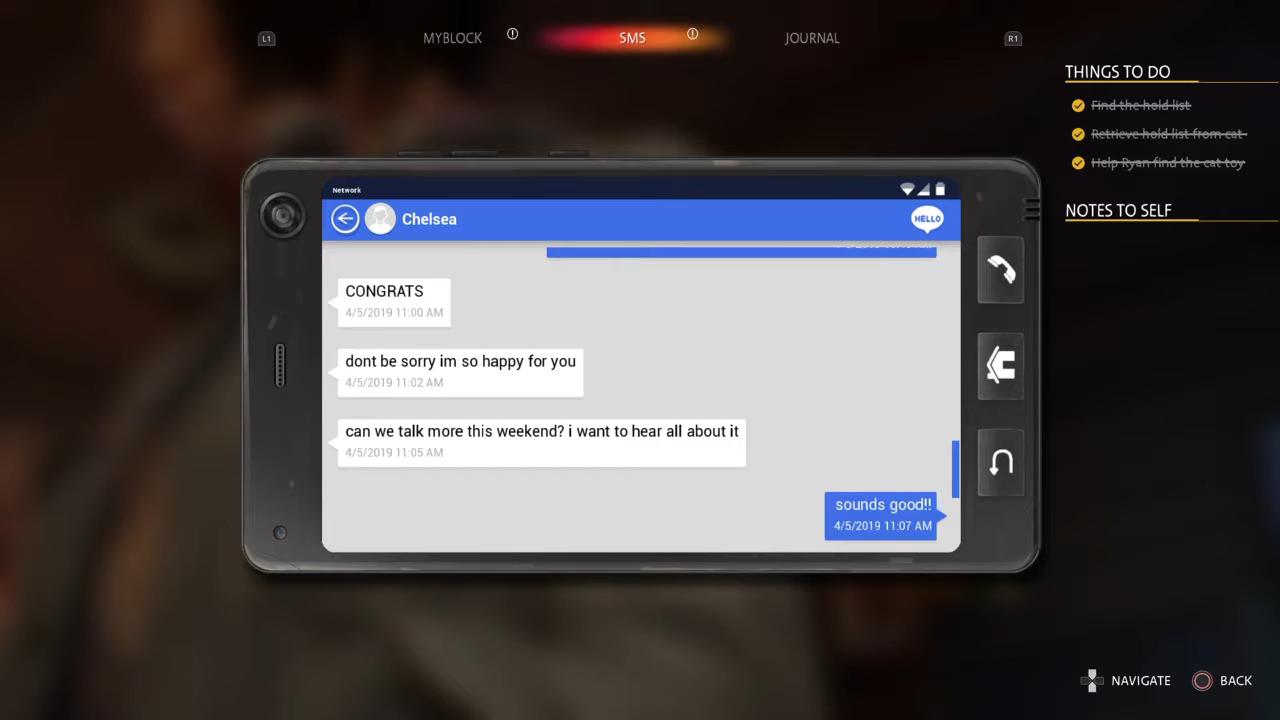 L1
MYBLOCK
SMS
JOURNAL
R1
THINGS TO DO
Find the hold list
Retrieve hold list from cat
Help Ryan find the cat toy
NOTES TO SELF
Network
Chelsea
HELLO
CONGRATS
4/5/2019 11:00 AM
dont be sorry im so happy for you
4/5/2019 11:02 AM
can we talk more this weekend? i want to hear all about it
4/5/2019 11:05 AM
sounds good!!
4/5/2019 11:07 AM
NAVIGATE
BACK